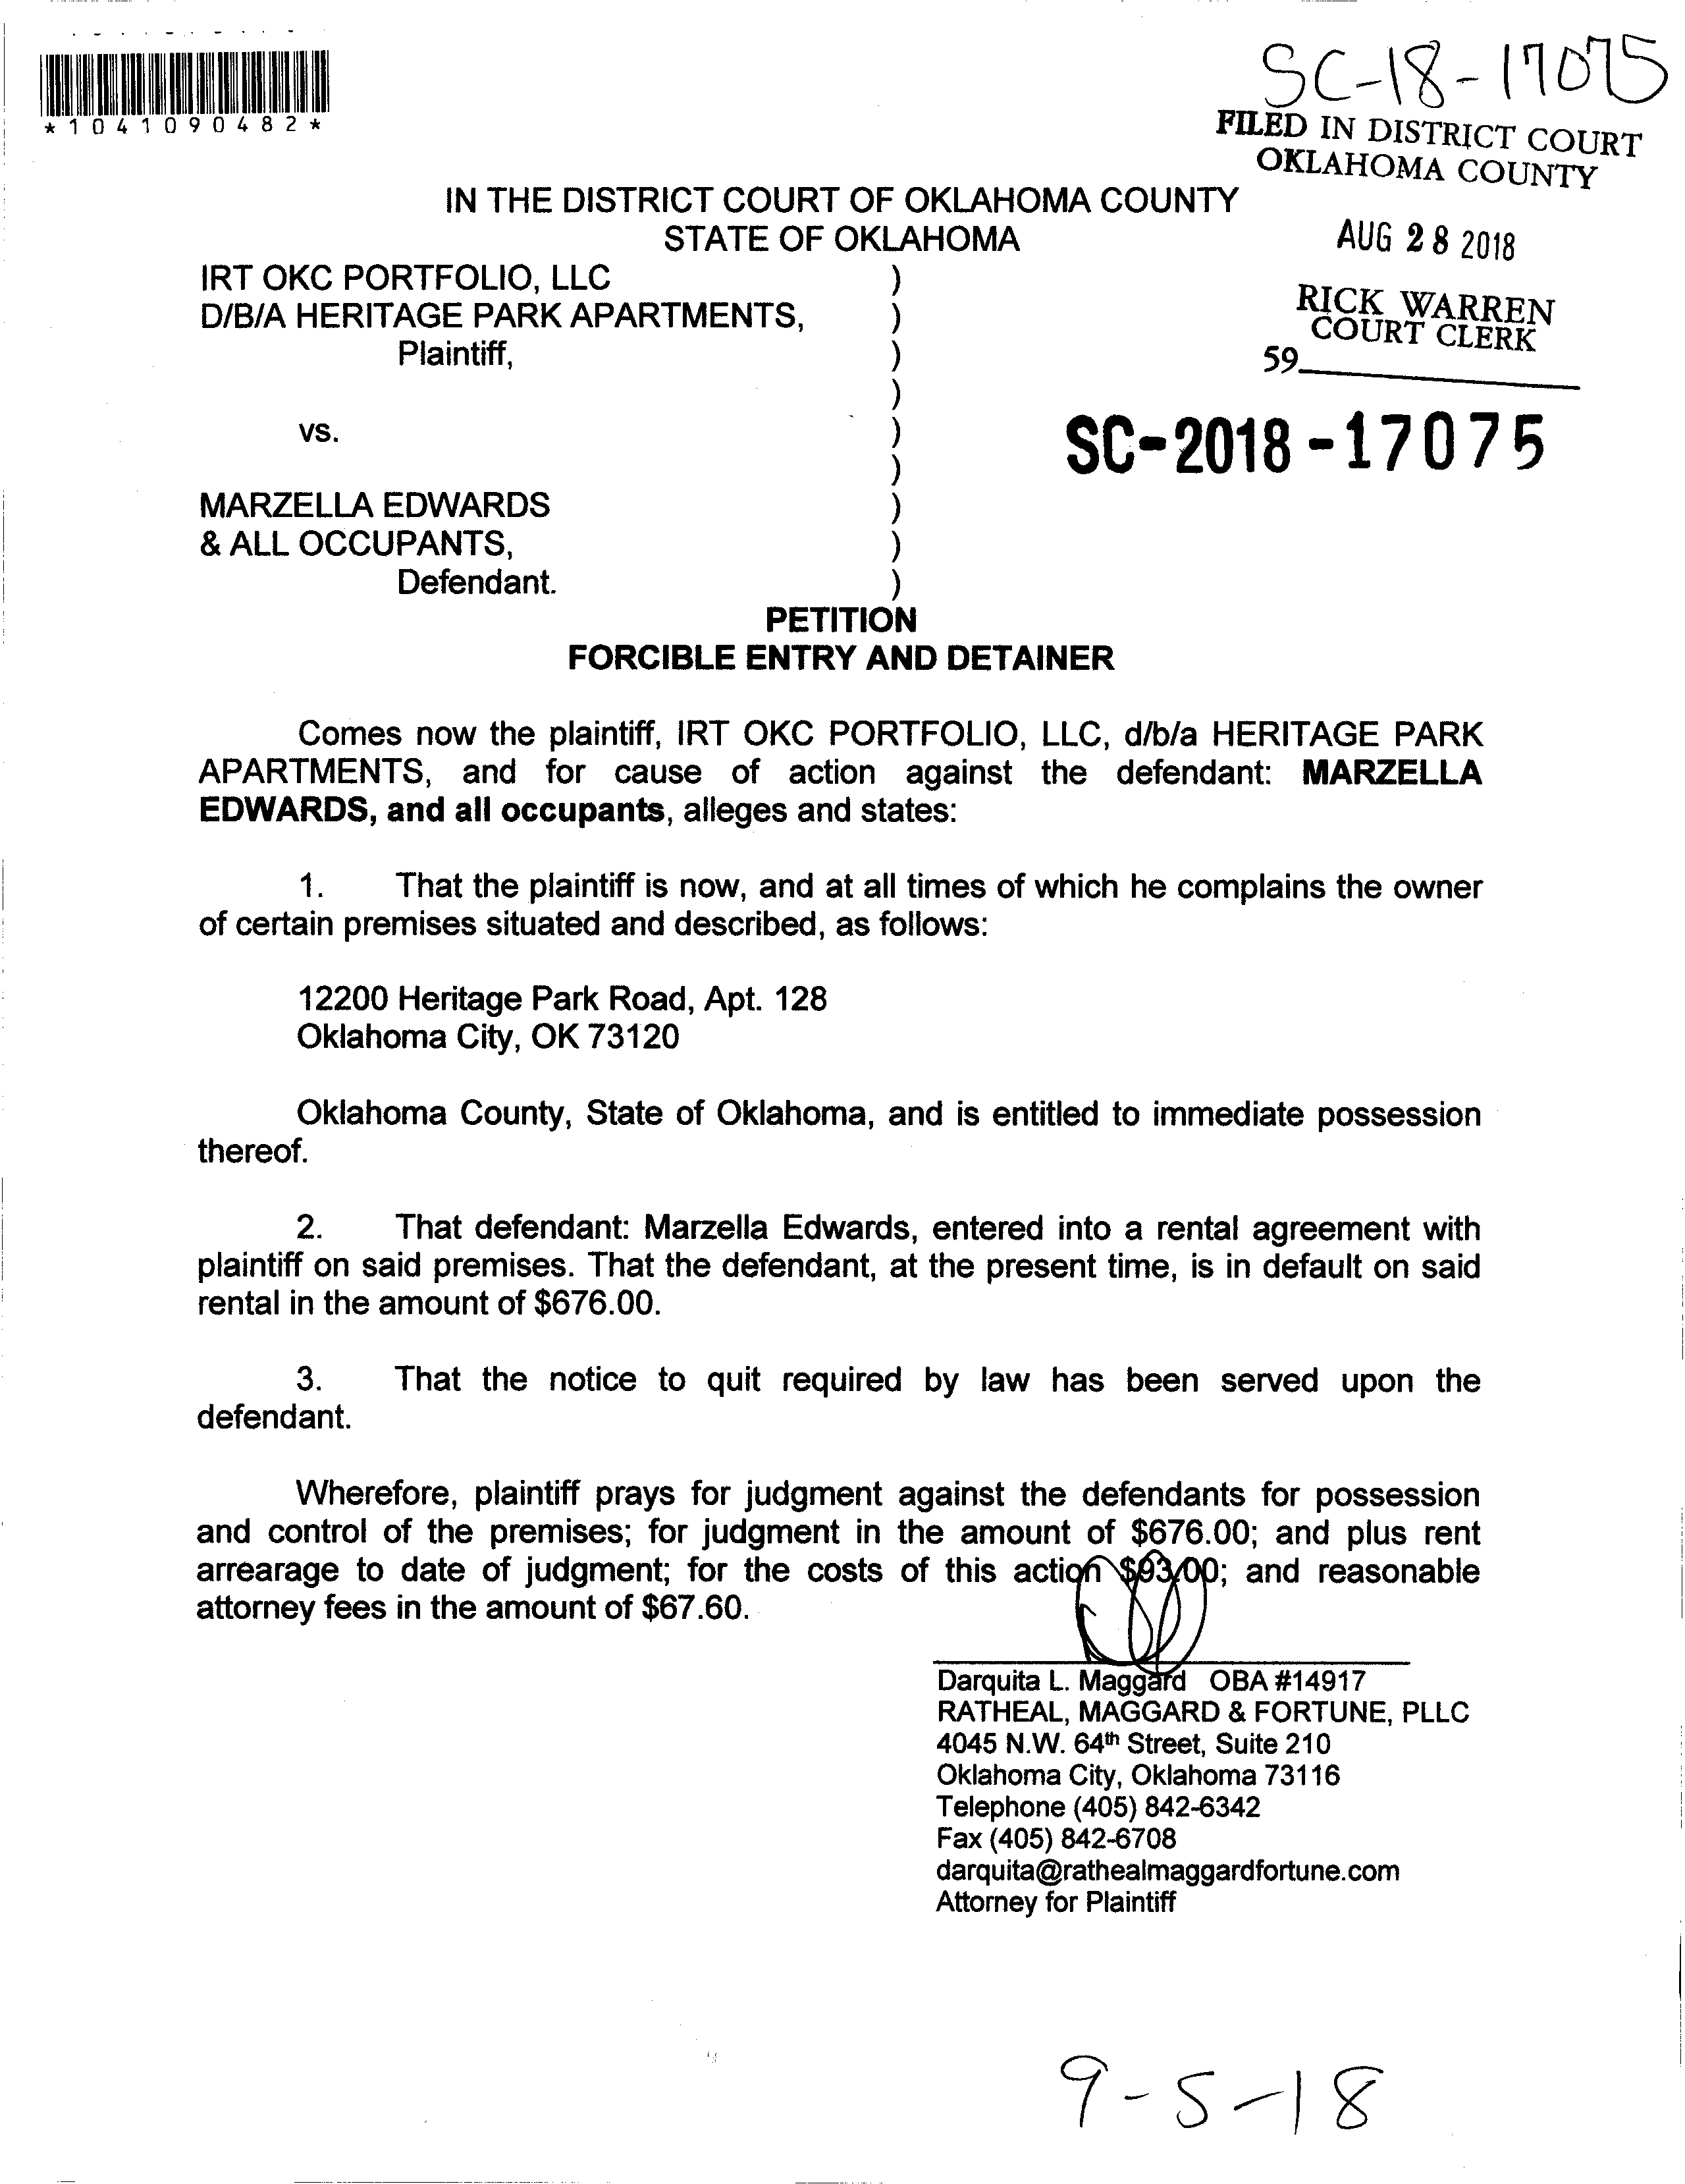 SC-18-17075
*1041090482*
FILED IN DISTRICT COURT
OKLAHOMA COUNTY
IN THE DISTRICT COURT OF OKLAHOMA COUNTY
STATE OF OKLAHOMA
AUG 28 2018
IRT OKC PORTFOLIO, LLC )
D/B/A HERITAGE PARK APARTMENTS, )
Plaintiff, )
)
RICK WARREN
COURT CLERK
59
vs. )
)
SC-2018-17075
MARZELLA EDWARDS )
& ALL OCCUPANTS, )
Defendant. )
PETITION
FORCIBLE ENTRY AND DETAINER
Comes now the plaintiff, IRT OKC PORTFOLIO, LLC, d/b/a HERITAGE PARK
APARTMENTS, and for cause of action against the defendant: MARZELLA
EDWARDS, and all occupants, alleges and states:
1. That the plaintiff is now, and at all times of which he complains the owner
of certain premises situated and described, as follows:
12200 Heritage Park Road, Apt. 128
Oklahoma City, OK 73120
Oklahoma County, State of Oklahoma, and is entitled to immediate possession
thereof.
2. That defendant: Marzella Edwards, entered into a rental agreement with
plaintiff on said premises. That the defendant, at the present time, is in default on said
rental in the amount of $676.00.
3. That the notice to quit required by law has been served upon the
defendant.
Wherefore, plaintiff prays for judgment against the defendants for possession
and control of the premises; for judgment in the amount of $676.00; and plus rent
arrearage to date of judgment; for the costs of this action $93.00; and reasonable
attorney fees in the amount of $67.60.
Darquita L. Maggard OBA #14917
RATHEAL, MAGGARD & FORTUNE, PLLC
4045 N.W. 64th Street, Suite 210
Oklahoma City, Oklahoma 73116
Telephone (405) 842-6342
Fax (405) 842-6708
darquita@rathealmaggardfortune.com
Attorney for Plaintiff
9-5-18